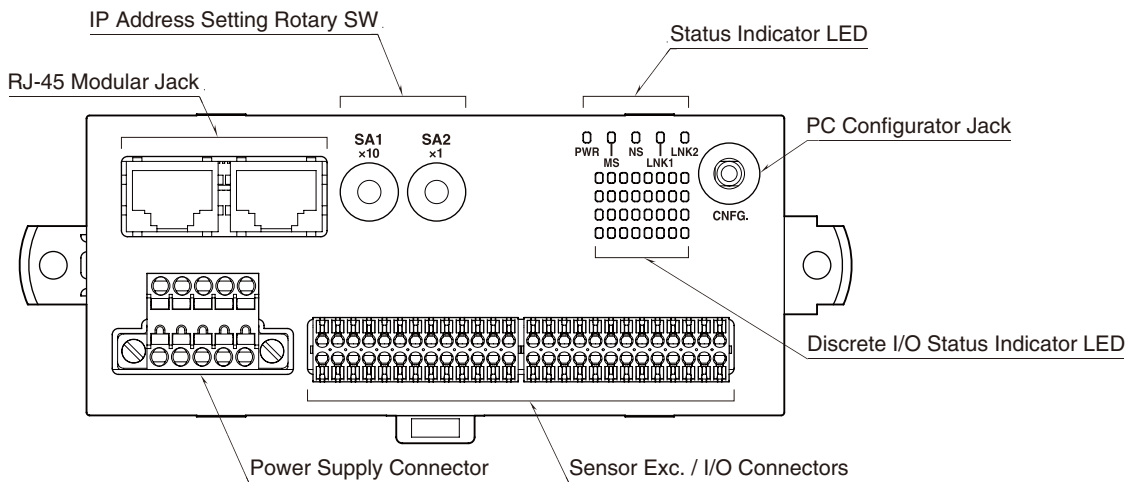 IP Address Setting Rotary SW
Status Indicator LED
RJ-45 Modular Jack
PC Configurator Jack
SA1
×10
SA2
×1
PWR
MS
NS
LNK1
LNK2
CNFG.
Discrete I/O Status Indicator LED
Power Supply Connector
Sensor Exc. / I/O Connectors